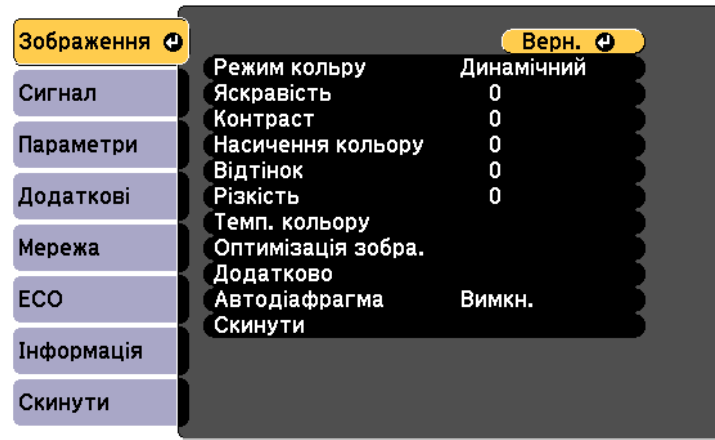 Зображення
Сигнал
Параметри
Додаткові
Мережа
ECO
Інформація
Скинути
Верн.
Режим кольру Динамічний
Яскравість 0
Контраст 0
Насичення кольору 0
Відтінок 0
Різкість 0
Темп. кольору
Оптимізація зобра.
Додатково
Автодіафрагма Вимкн.
Скинути